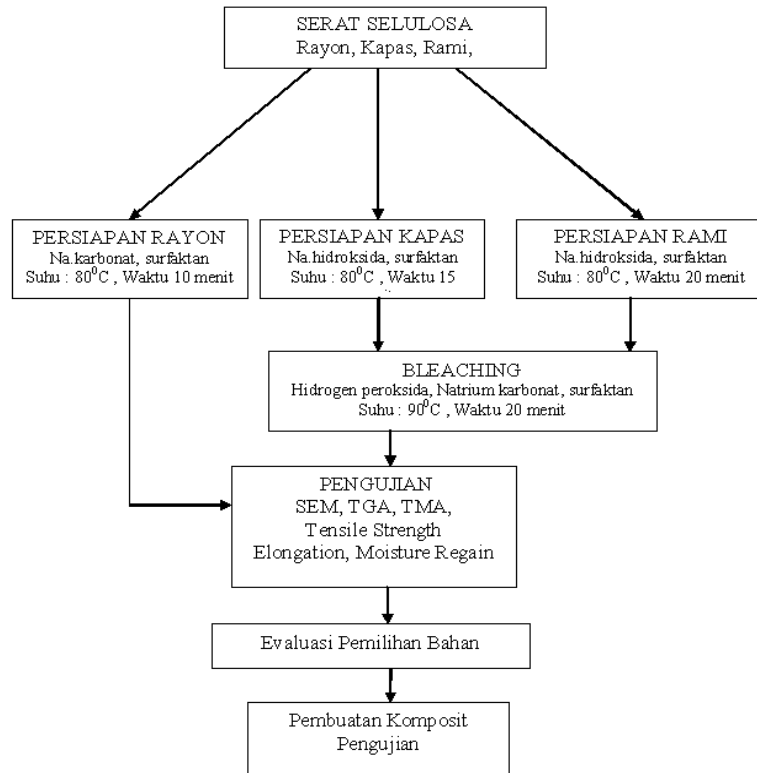 SERAT SELULOSA
Rayon, Kapas, Rami,
PERSIAPAN RAYON
Na.karbonat, surfaktan
Suhu : 80⁰C , Waktu 10 menit
PERSIAPAN KAPAS
Na.hidroksida, surfaktan
Suhu : 80⁰C , Waktu 15
PERSIAPAN RAMI
Na.hidroksida, surfaktan
Suhu : 80⁰C , Waktu 20 menit
BLEACHING
Hidrogen peroksida, Natrium karbonat, surfaktan
Suhu : 90⁰C , Waktu 20 menit
PENGUJIAN
SEM, TGA, TMA,
Tensile Strength
Elongation, Moisture Regain
Evaluasi Pemilihan Bahan
Pembuatan Komposit
Pengujian